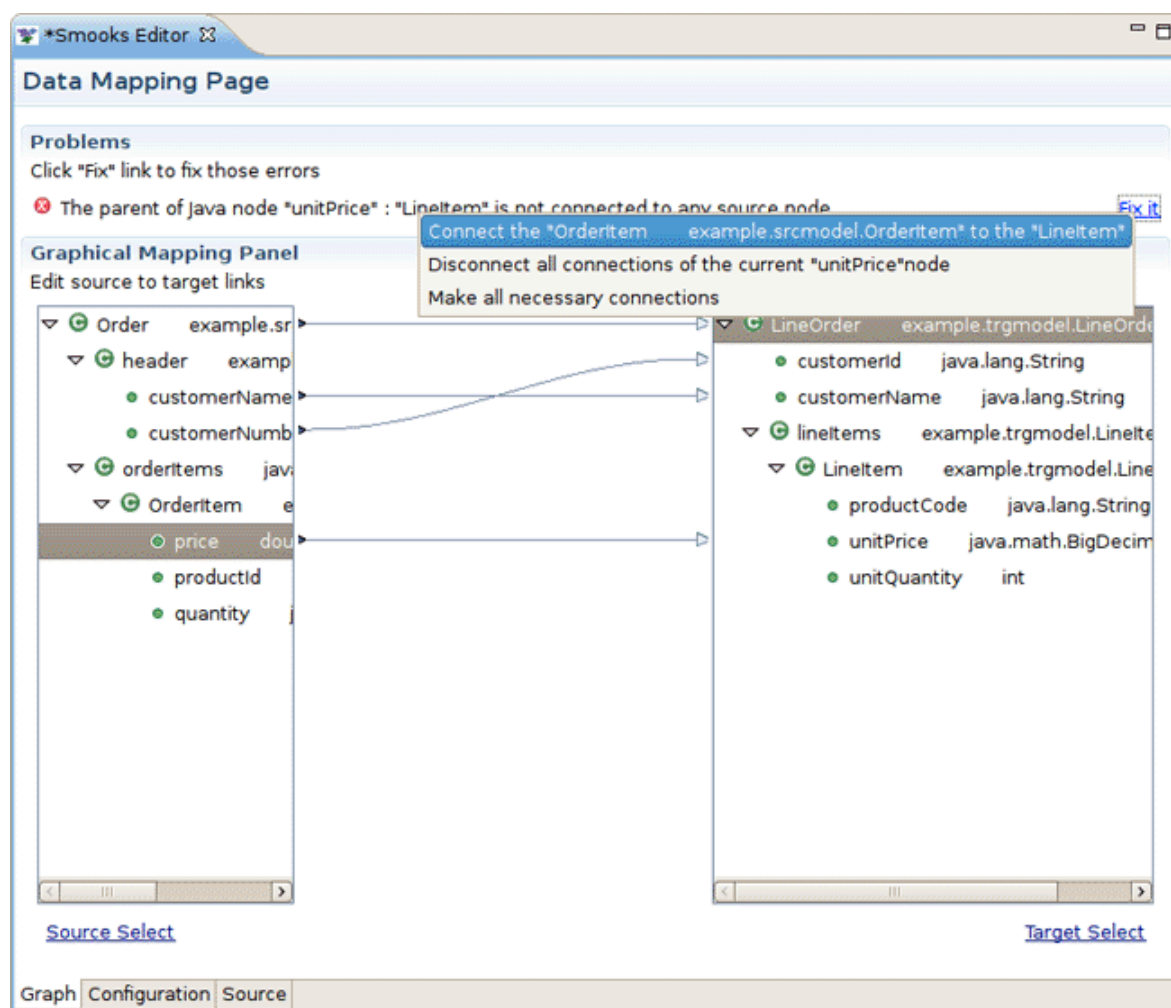 *Smooks Editor
Data Mapping Page
Problems
Click "Fix" link to fix those errors
The parent of Java node "unitPrice" : "LineItem" is not connected to any source node
Fix it
Connect the "OrderItem example.srcmodel.OrderItem" to the "LineItem"
Disconnect all connections of the current "unitPrice"node
Make all necessary connections
Graphical Mapping Panel
Edit source to target links
Order example.sr
header examp
customerName
customerNumb
orderItems java
OrderItem e
price dou
productId
quantity j
LineOrder example.trgmodel.LineOrde
customerId java.lang.String
customerName java.lang.String
lineItems example.trgmodel.LineIte
LineItem example.trgmodel.Line
productCode java.lang.String
unitPrice java.math.BigDecim
unitQuantity int
Source Select
Target Select
Graph Configuration Source